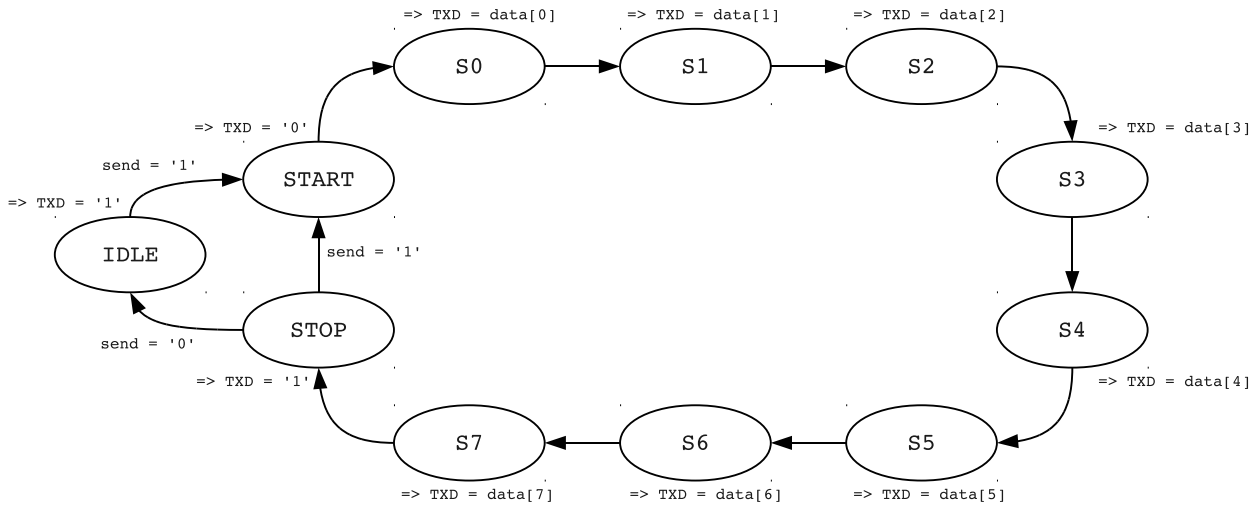 => TXD = data[0]
=> TXD = data[1]
=> TXD = data[2]
S0
S1
S2
=> TXD = '0'
=> TXD = data[3]
send = '1'
START
S3
=> TXD = '1'
IDLE
send = '1'
STOP
S4
send = '0'
=> TXD = '1'
=> TXD = data[4]
S7
S6
S5
=> TXD = data[7]
=> TXD = data[6]
=> TXD = data[5]